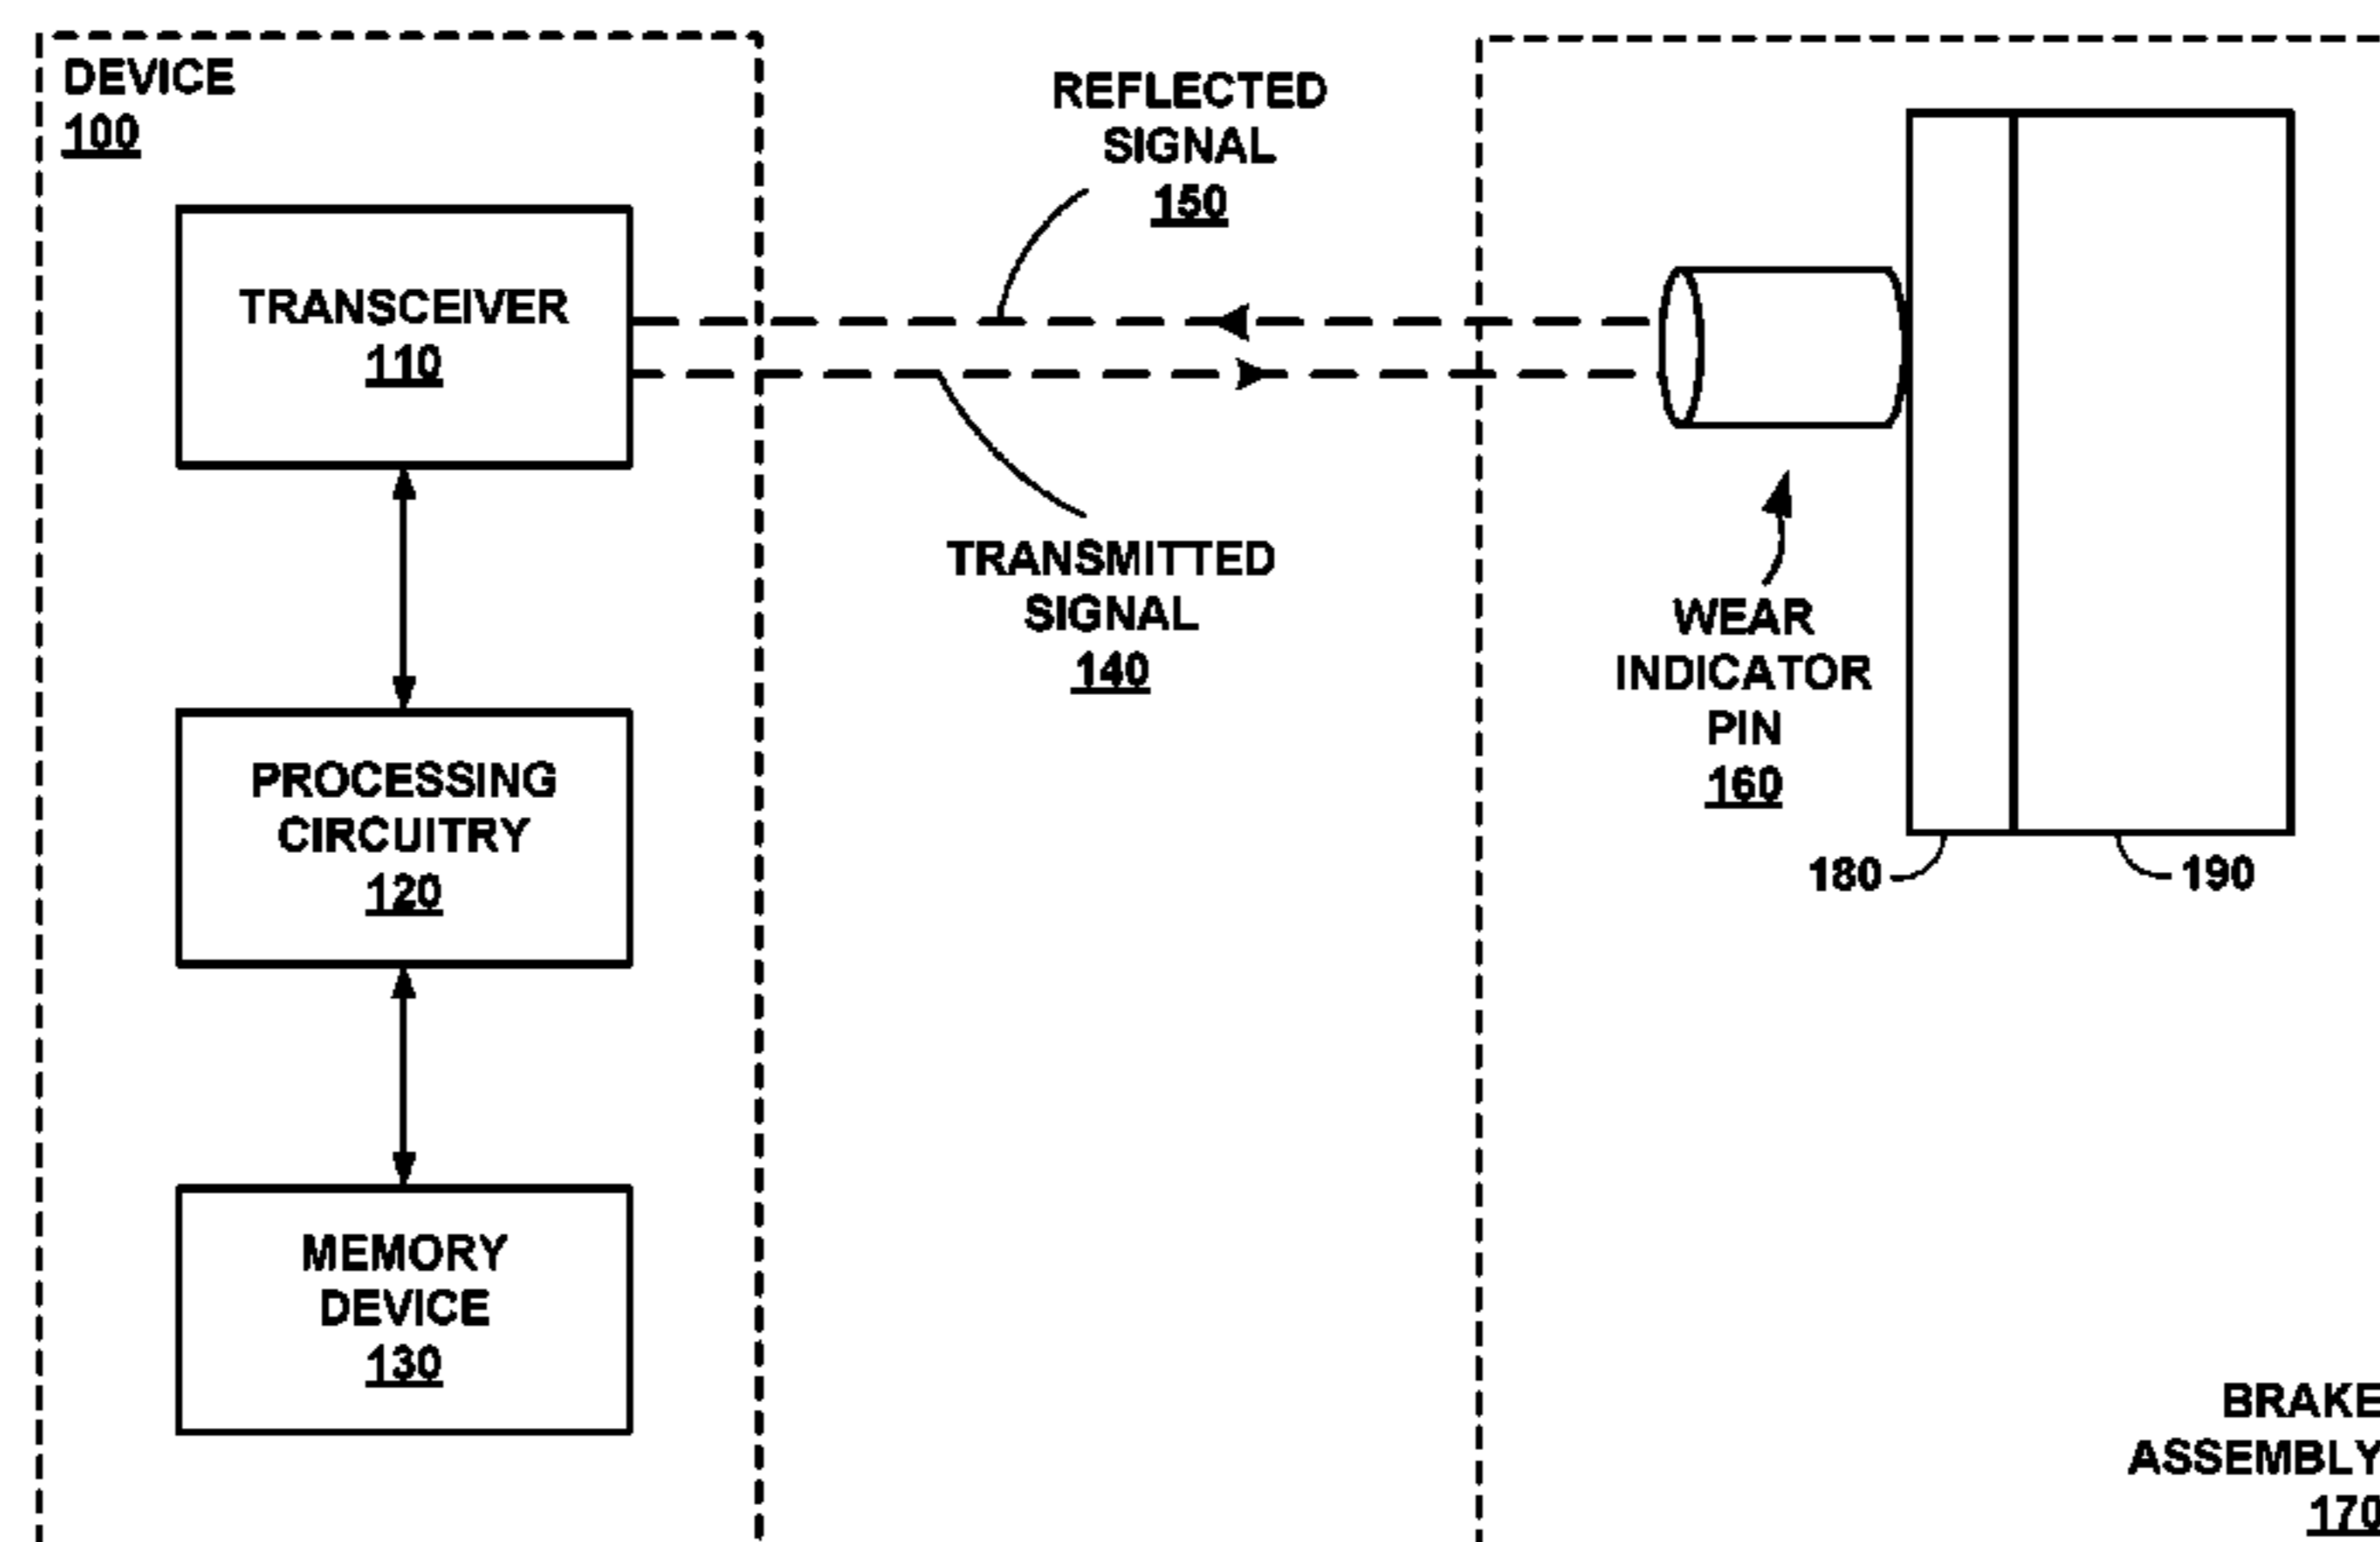 DEVICE
100
TRANSCEIVER
110
PROCESSING
CIRCUITRY
120
MEMORY
DEVICE
130
REFLECTED
SIGNAL
150
TRANSMITTED
SIGNAL
140
WEAR
INDICATOR
PIN
160
180
190
BRAKE
ASSEMBLY
170